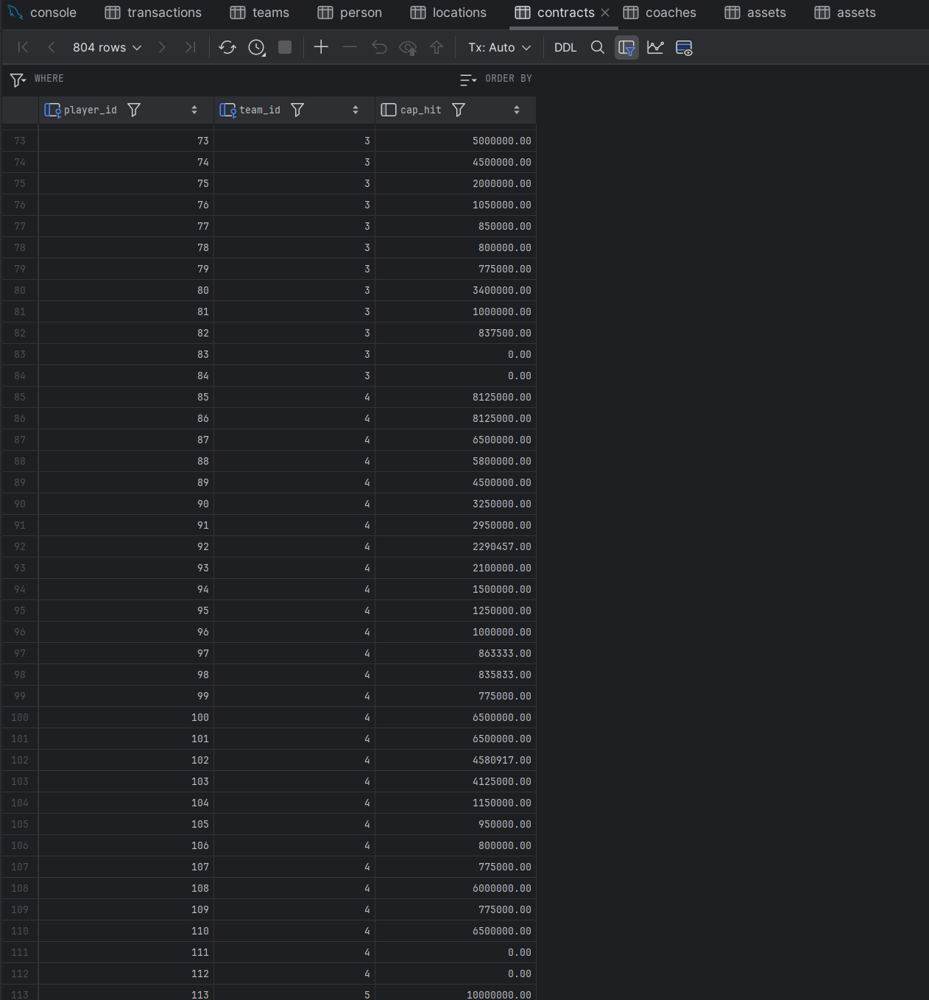 console transactions teams person locations contracts coaches assets assets
804 rows Tx: Auto DDL
WHERE ORDER BY
player_id team_id cap_hit
73 73 3 5000000.00
74 74 3 4500000.00
75 75 3 2000000.00
76 76 3 1050000.00
77 77 3 850000.00
78 78 3 800000.00
79 79 3 775000.00
80 80 3 3400000.00
81 81 3 1000000.00
82 82 3 837500.00
83 83 3 0.00
84 84 3 0.00
85 85 4 8125000.00
86 86 4 8125000.00
87 87 4 6500000.00
88 88 4 5800000.00
89 89 4 4500000.00
90 90 4 3250000.00
91 91 4 2950000.00
92 92 4 2290457.00
93 93 4 2100000.00
94 94 4 1500000.00
95 95 4 1250000.00
96 96 4 1000000.00
97 97 4 863333.00
98 98 4 835833.00
99 99 4 775000.00
100 100 4 6500000.00
101 101 4 6500000.00
102 102 4 4580917.00
103 103 4 4125000.00
104 104 4 1150000.00
105 105 4 950000.00
106 106 4 800000.00
107 107 4 775000.00
108 108 4 6000000.00
109 109 4 775000.00
110 110 4 6500000.00
111 111 4 0.00
112 112 4 0.00
113 113 5 10000000.00